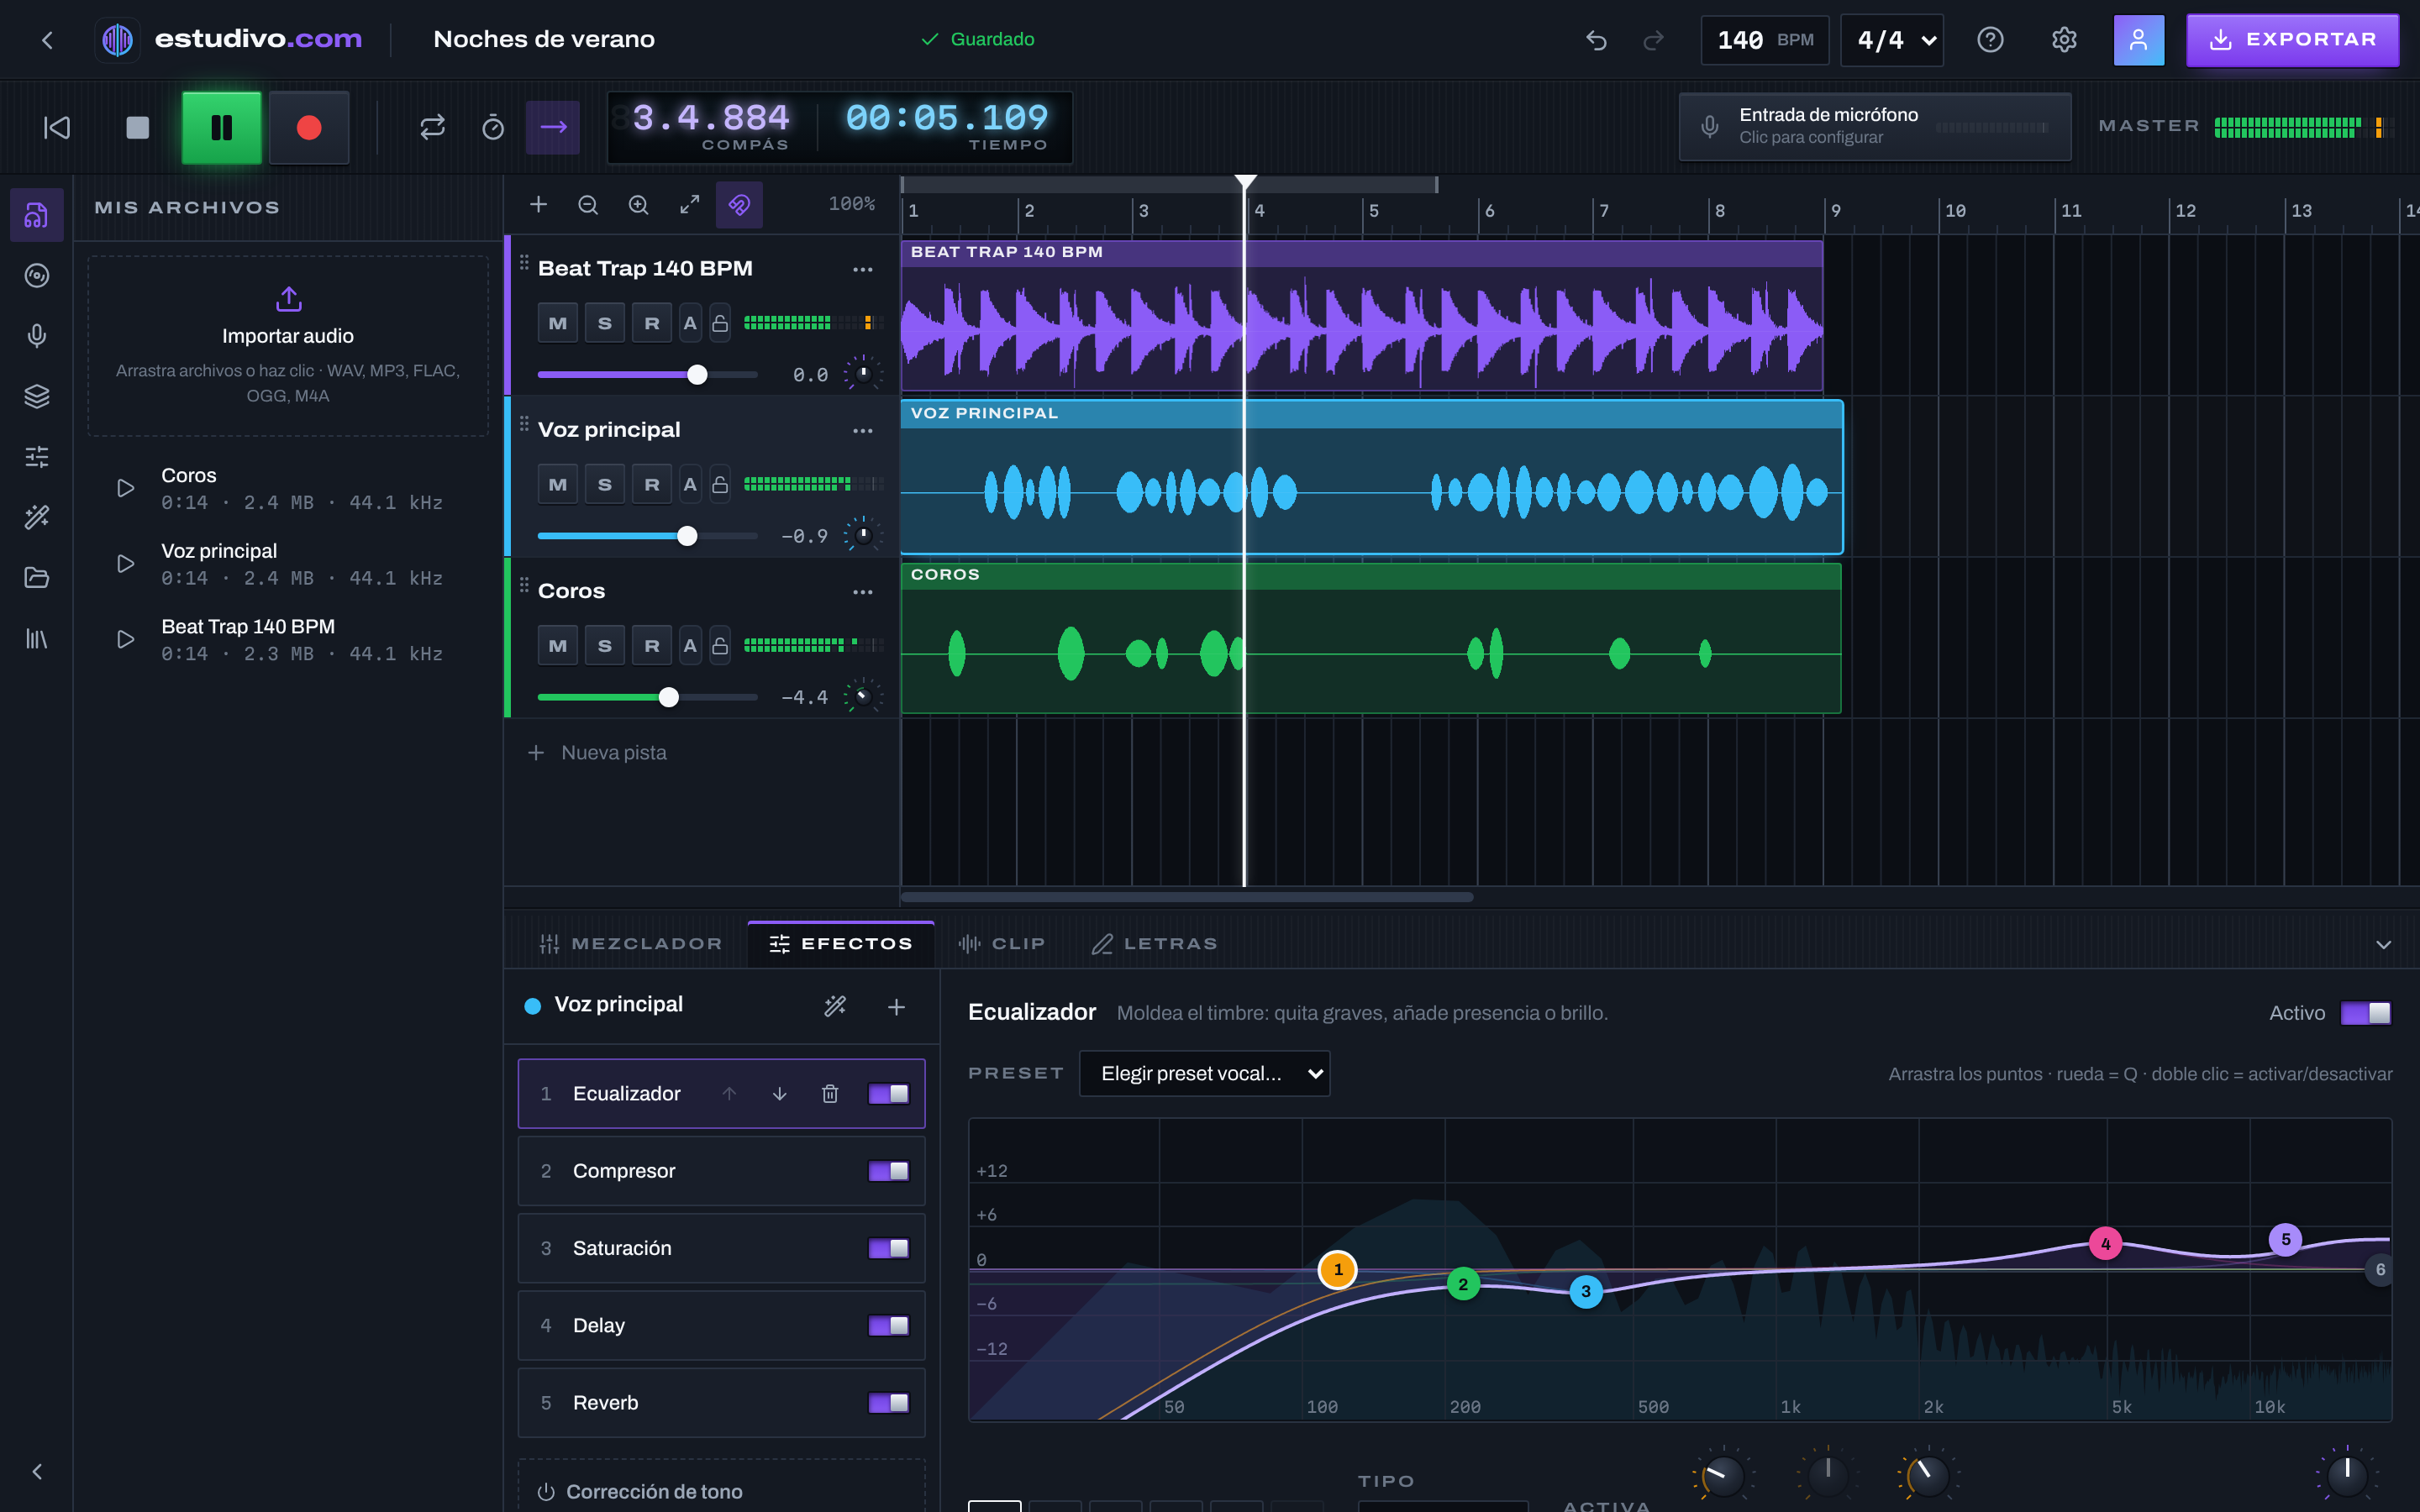 estudivo.com
Noches de verano
Guardado
140 BPM
4/4
EXPORTAR
3.4.884
COMPÁS
00:05.109
TIEMPO
Entrada de micrófono
Clic para configurar
MASTER
MIS ARCHIVOS
Importar audio
Arrastra archivos o haz clic · WAV, MP3, FLAC,
OGG, M4A
Coros
0:14 · 2.4 MB · 44.1 kHz
Voz principal
0:14 · 2.4 MB · 44.1 kHz
Beat Trap 140 BPM
0:14 · 2.3 MB · 44.1 kHz
100%
1 2 3 4 5 6 7 8 9 10 11 12 13 14
Beat Trap 140 BPM
M S R A
0.0
BEAT TRAP 140 BPM
Voz principal
M S R A
−0.9
VOZ PRINCIPAL
Coros
M S R A
−4.4
COROS
Nueva pista
MEZCLADOR
EFECTOS
CLIP
LETRAS
Voz principal
1 Ecualizador
2 Compresor
3 Saturación
4 Delay
5 Reverb
Corrección de tono
Ecualizador
Moldea el timbre: quita graves, añade presencia o brillo.
Activo
PRESET
Elegir preset vocal...
Arrastra los puntos · rueda = Q · doble clic = activar/desactivar
+12
+6
0
−6
−12
1 2 3 4 5 6
50 100 200 500 1k 2k 5k 10k
TIPO
ACTIVA